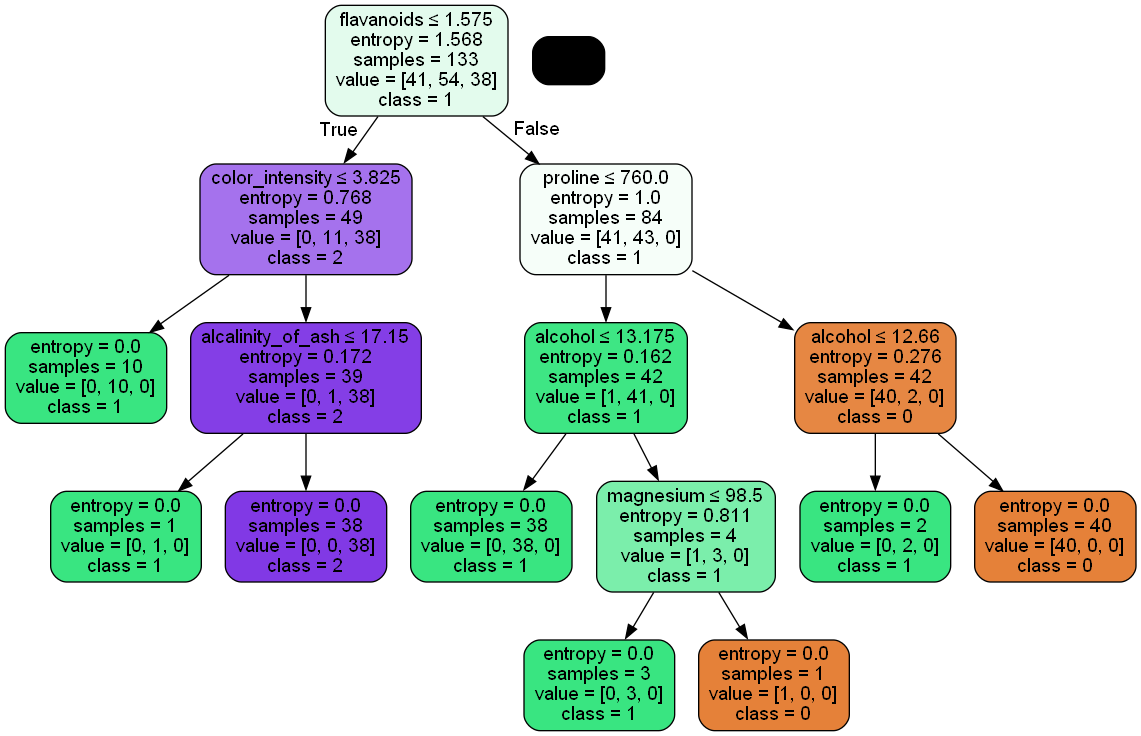 flavanoids ≤ 1.575
entropy = 1.568
samples = 133
value = [41, 54, 38]
class = 1
True
False
color_intensity ≤ 3.825
entropy = 0.768
samples = 49
value = [0, 11, 38]
class = 2
proline ≤ 760.0
entropy = 1.0
samples = 84
value = [41, 43, 0]
class = 1
entropy = 0.0
samples = 10
value = [0, 10, 0]
class = 1
alcalinity_of_ash ≤ 17.15
entropy = 0.172
samples = 39
value = [0, 1, 38]
class = 2
alcohol ≤ 13.175
entropy = 0.162
samples = 42
value = [1, 41, 0]
class = 1
alcohol ≤ 12.66
entropy = 0.276
samples = 42
value = [40, 2, 0]
class = 0
entropy = 0.0
samples = 1
value = [0, 1, 0]
class = 1
entropy = 0.0
samples = 38
value = [0, 0, 38]
class = 2
entropy = 0.0
samples = 38
value = [0, 38, 0]
class = 1
magnesium ≤ 98.5
entropy = 0.811
samples = 4
value = [1, 3, 0]
class = 1
entropy = 0.0
samples = 2
value = [0, 2, 0]
class = 1
entropy = 0.0
samples = 40
value = [40, 0, 0]
class = 0
entropy = 0.0
samples = 3
value = [0, 3, 0]
class = 1
entropy = 0.0
samples = 1
value = [1, 0, 0]
class = 0